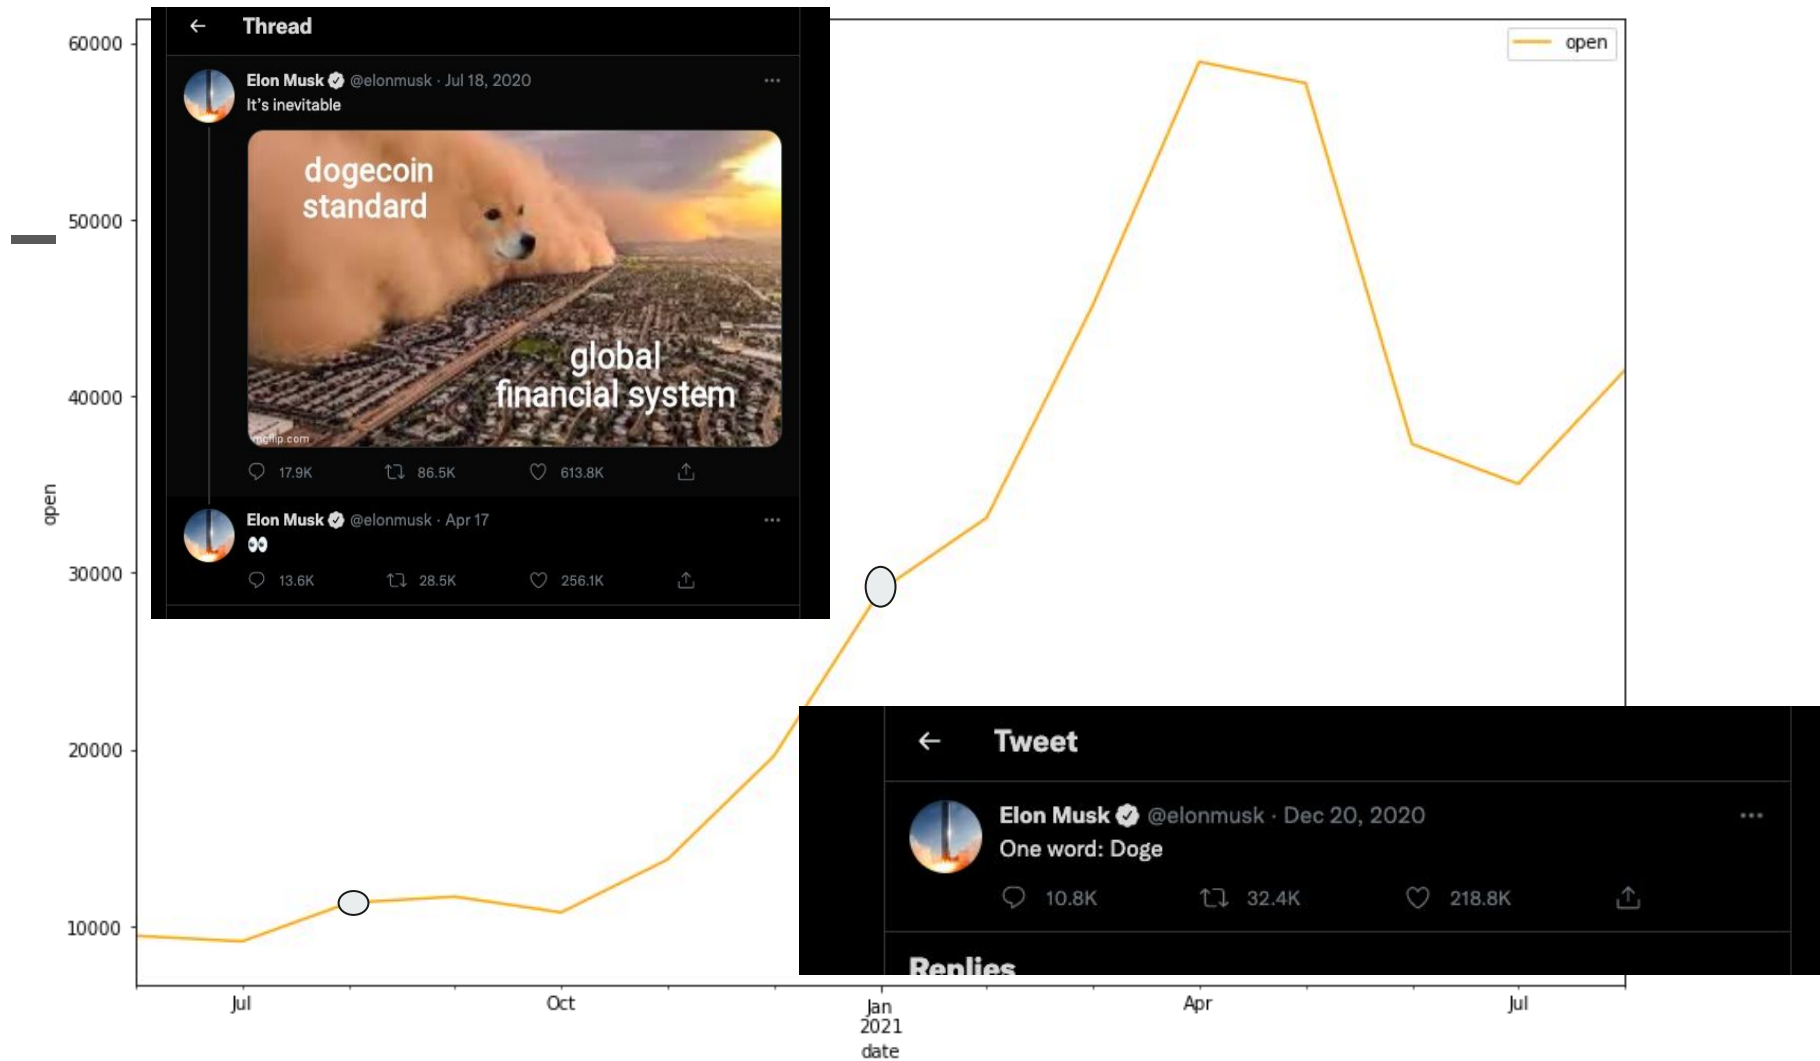 60000
50000
40000
30000
20000
10000
open
open
Thread
Elon Musk @elonmusk · Jul 18, 2020
It's inevitable
dogecoin
standard
global
financial system
imgflip.com
17.9K 86.5K 613.8K
Elon Musk @elonmusk · Apr 17
👀
13.6K 28.5K 256.1K
Tweet
Elon Musk @elonmusk · Dec 20, 2020
One word: Doge
10.8K 32.4K 218.8K
Replies
Jul Oct Jan Apr Jul
2021
date